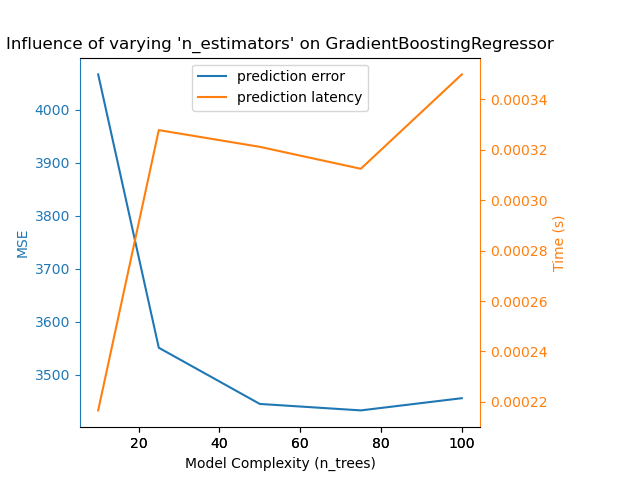 Influence of varying 'n_estimators' on GradientBoostingRegressor
prediction error
prediction latency
4000
3900
3800
3700
3600
3500
MSE
0.00034
0.00032
0.00030
0.00028
0.00026
0.00024
0.00022
Time (s)
20 40 60 80 100
Model Complexity (n_trees)